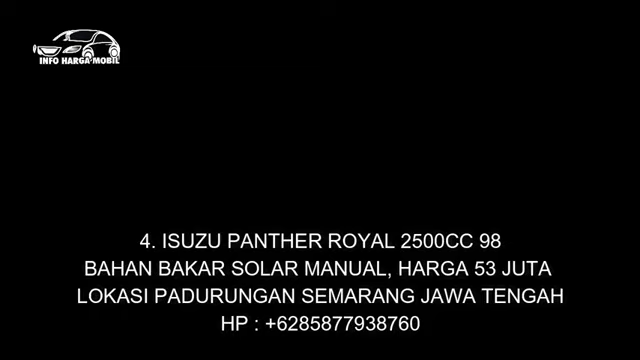 INFO HARGA MOBIL
4. ISUZU PANTHER ROYAL 2500CC 98
BAHAN BAKAR SOLAR MANUAL, HARGA 53 JUTA
LOKASI PADURUNGAN SEMARANG JAWA TENGAH
HP : +6285877938760